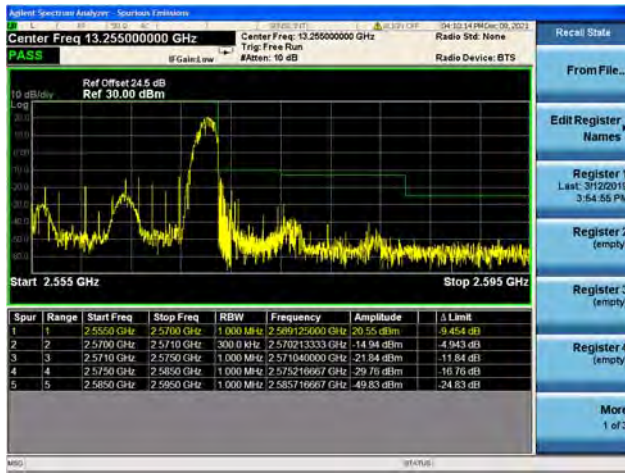 Agilent Spectrum Analyzer - Spurious Emissions
04:10:14 PM Dec 09, 2021
Center Freq 13.255000000 GHz
Center Freq: 13.255000000 GHz
Radio Std: None
Trig: Free Run
PASS
IFGain:Low
#Atten: 10 dB
Radio Device: BTS
Ref Offset 24.5 dB
10 dB/div
Ref 30.00 dBm
Log
Start 2.555 GHz
Stop 2.595 GHz
Spur Range Start Freq Stop Freq RBW Frequency Amplitude Δ Limit
1 1 2.5550 GHz 2.5700 GHz 1.000 MHz 2.569125000 GHz 20.55 dBm -9.454 dB
2 2 2.5700 GHz 2.5710 GHz 300.0 kHz 2.570213333 GHz -14.94 dBm -4.943 dB
3 3 2.5710 GHz 2.5750 GHz 1.000 MHz 2.571040000 GHz -21.84 dBm -11.84 dB
4 4 2.5750 GHz 2.5850 GHz 1.000 MHz 2.575216667 GHz -29.76 dBm -16.76 dB
5 5 2.5850 GHz 2.5950 GHz 1.000 MHz 2.585716667 GHz -49.83 dBm -24.83 dB
MSG
STATUS
Recall State
From File...
Edit Register
Names
Register 1
Last: 3/12/2019
3:54:55 PM
Register 2
(empty
Register 3
(empty
Register 4
(empty
More
1 of 3